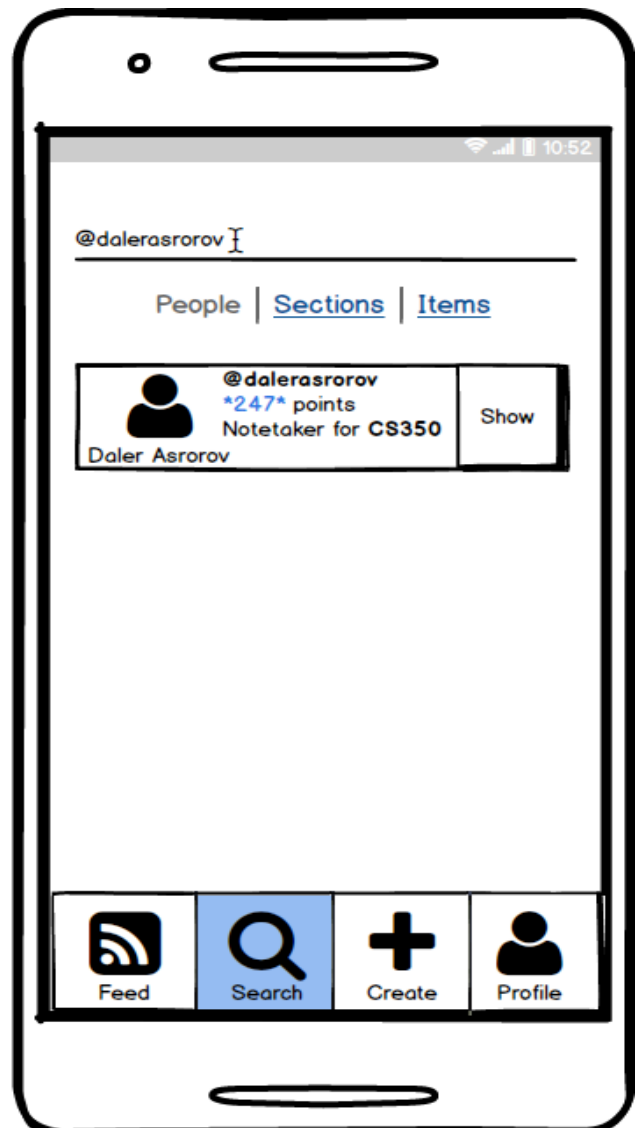 10:52
@dalerasrorov
People | Sections | Items
@dalerasrorov
*247* points
Notetaker for CS350
Daler Asrorov
Show
Feed
Search
Create
Profile